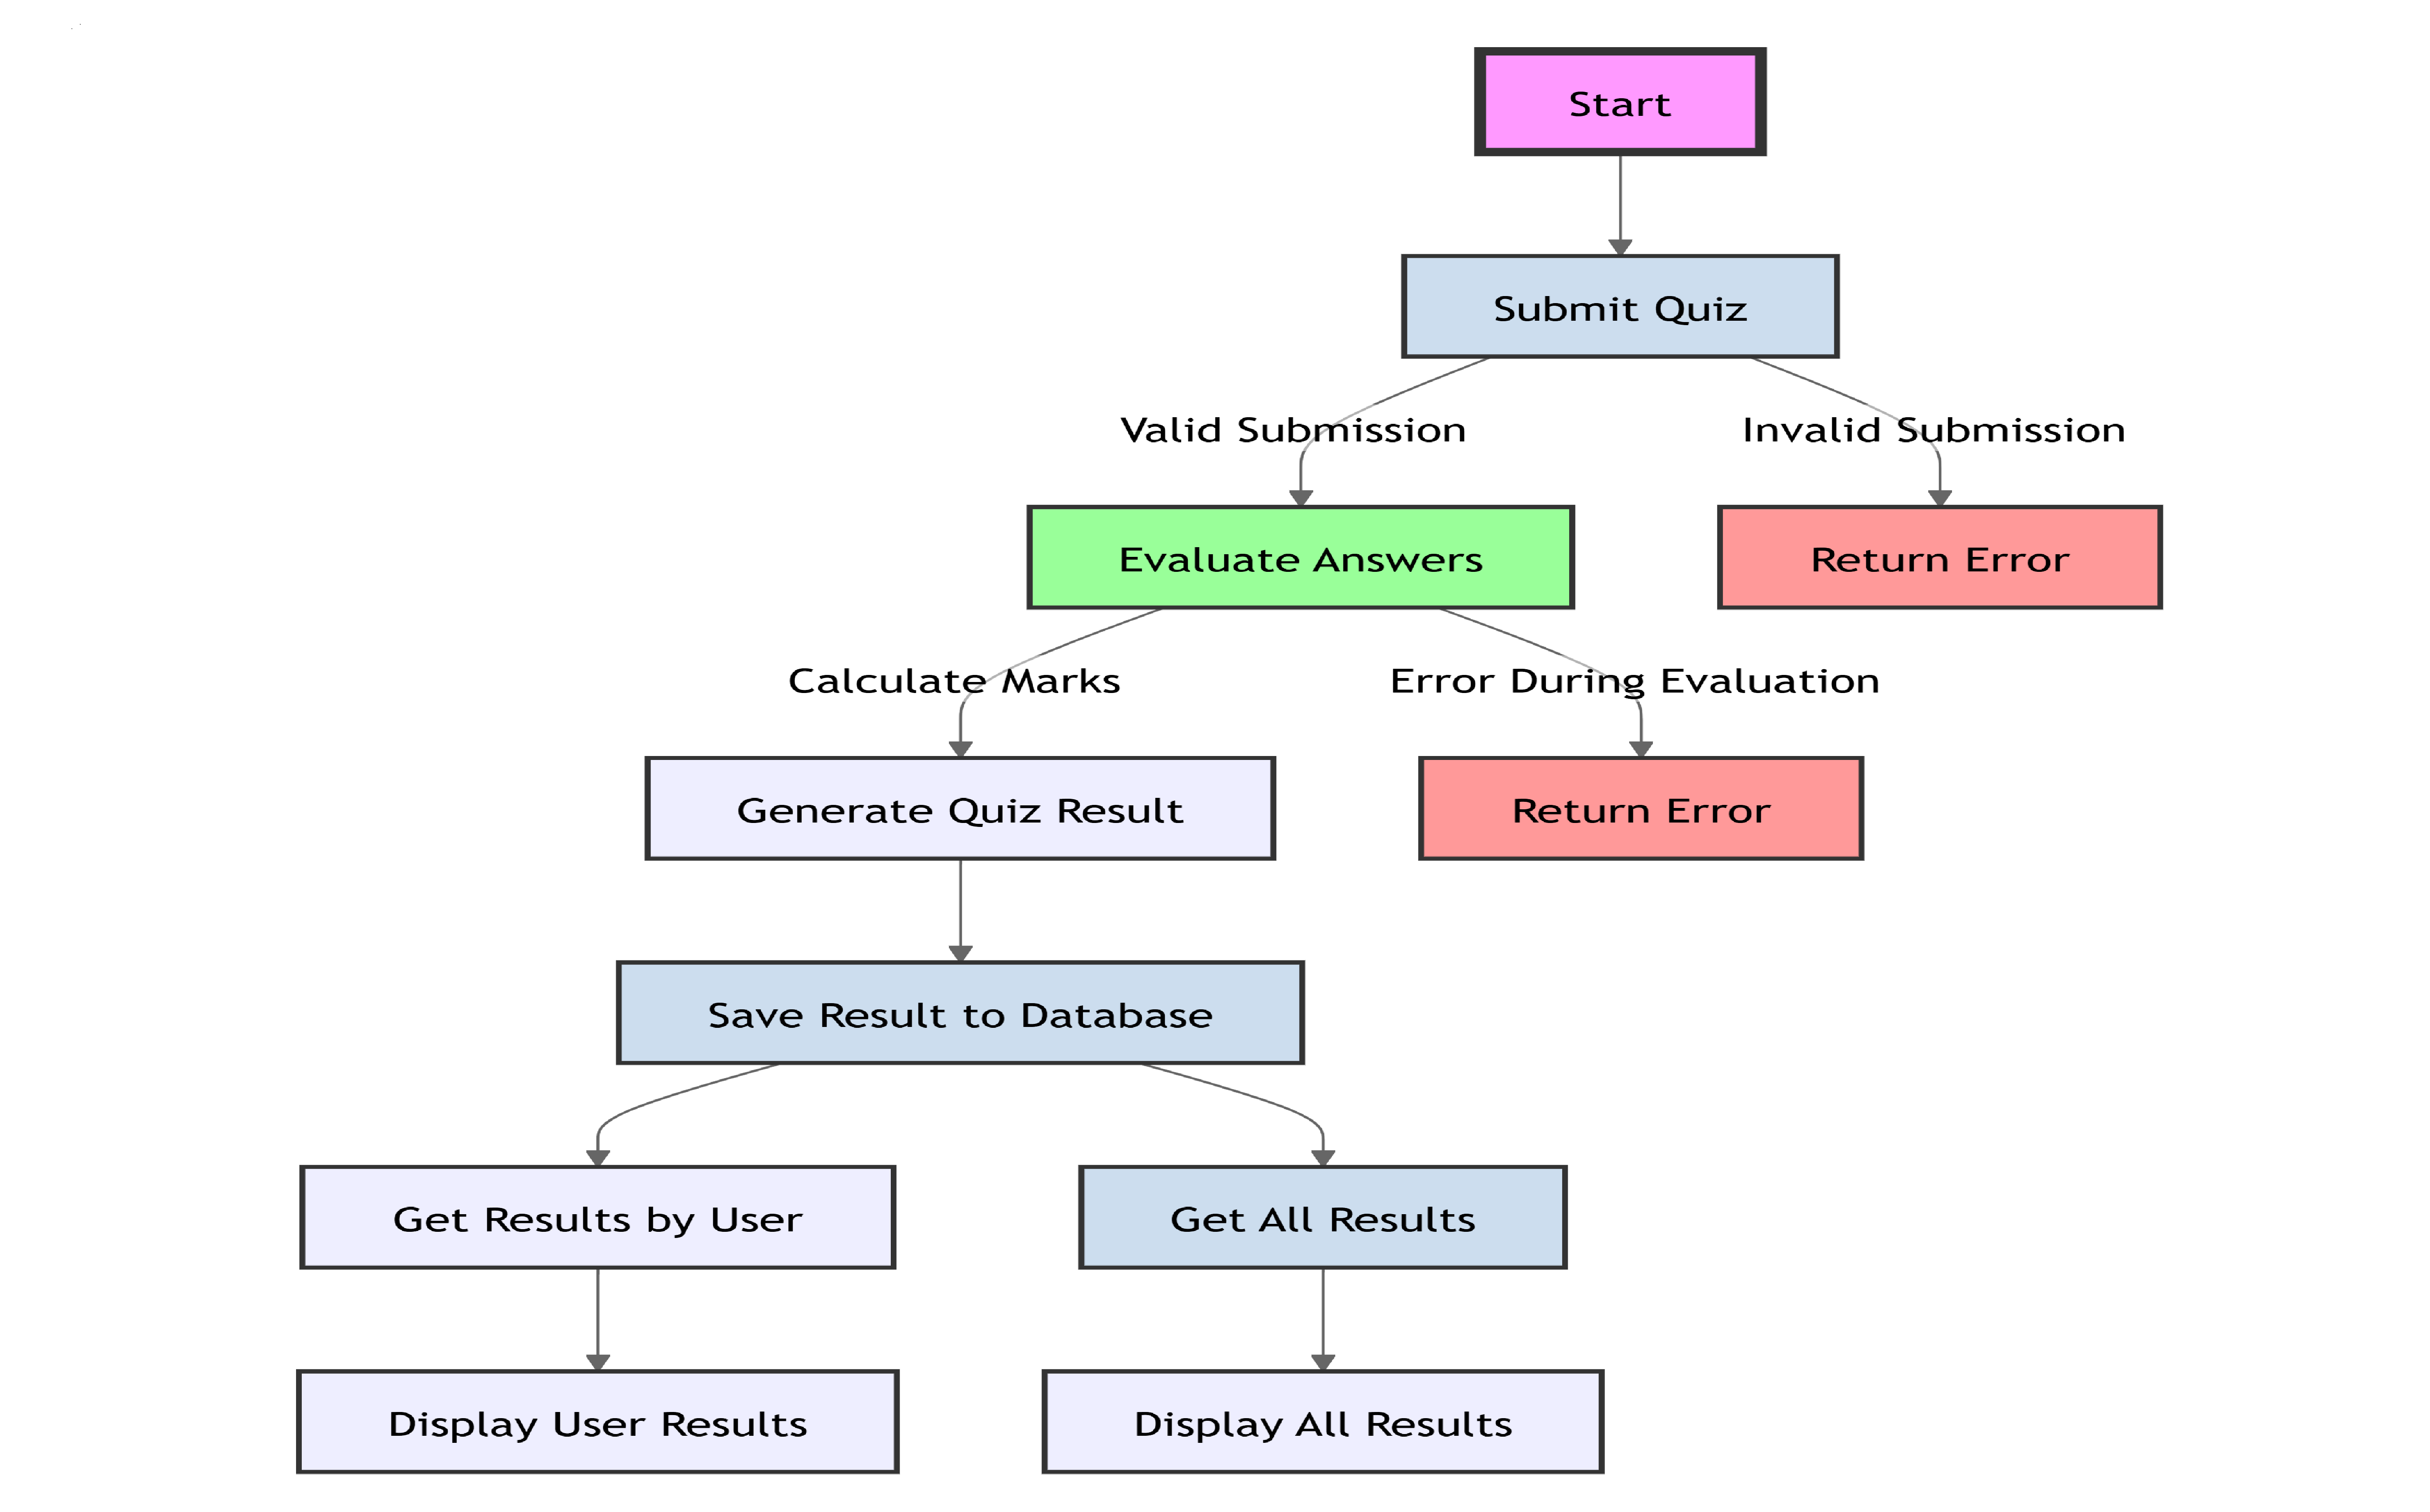 Start
Submit Quiz
Valid Submission
Invalid Submission
Evaluate Answers
Return Error
Calculate Marks
Error During Evaluation
Generate Quiz Result
Return Error
Save Result to Database
Get Results by User
Get All Results
Display User Results
Display All Results